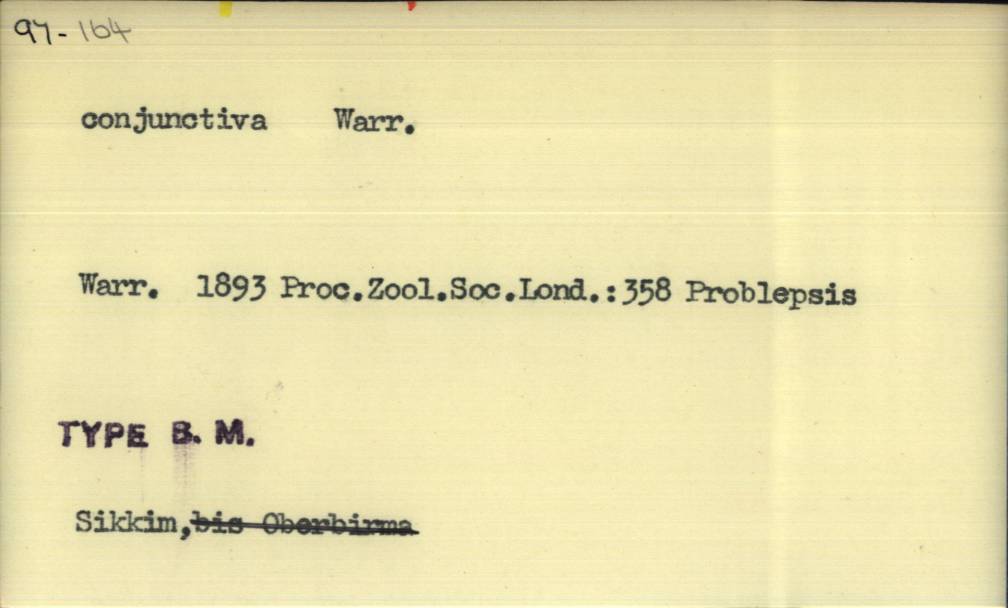 97-164
conjunctiva Warr.
Warr. 1893 Proc.Zool.Soc.Lond.:358 Problepsis
TYPE B. M.
Sikkim,bis Oberbirma